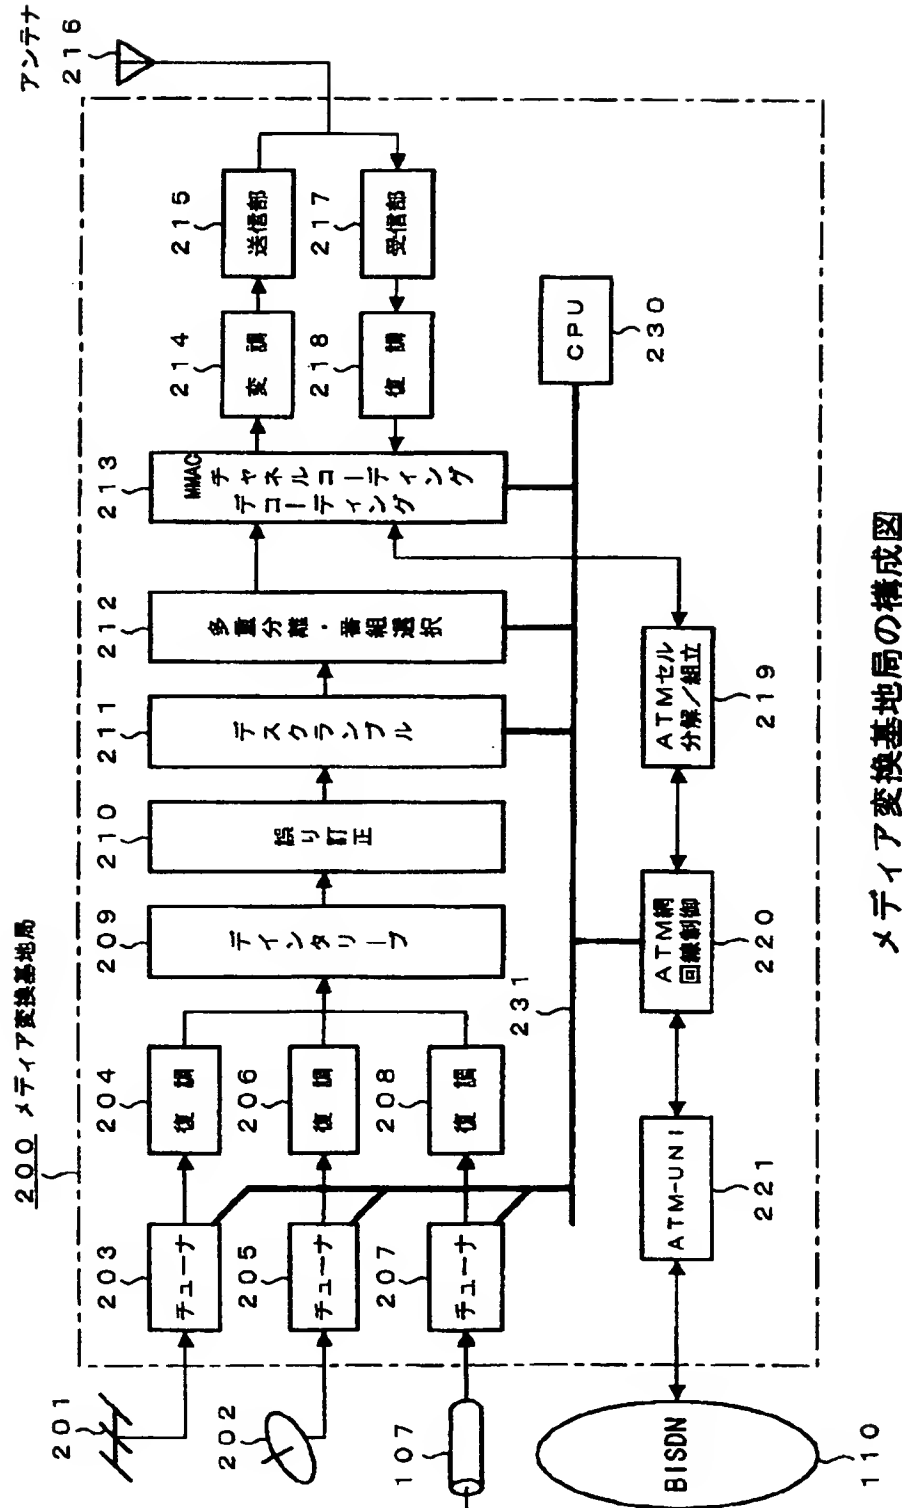 200 メディア変換基地局
アンテナ
216
201
203
チューナ
204
復調
202
205
チューナ
206
復調
107
207
チューナ
208
復調
209
デインタリーブ
210
誤り訂正
211
デスクランブル
212
多重分離・番組選択
213
MMAC
チャネルコーディング
デコーディング
214
変調
215
送信部
217
受信部
218
復調
CPU
230
231
BISDN
110
ATM-UNI
221
ATM網
回線制御
220
ATMセル
分解/組立
219
メディア変換基地局の構成図